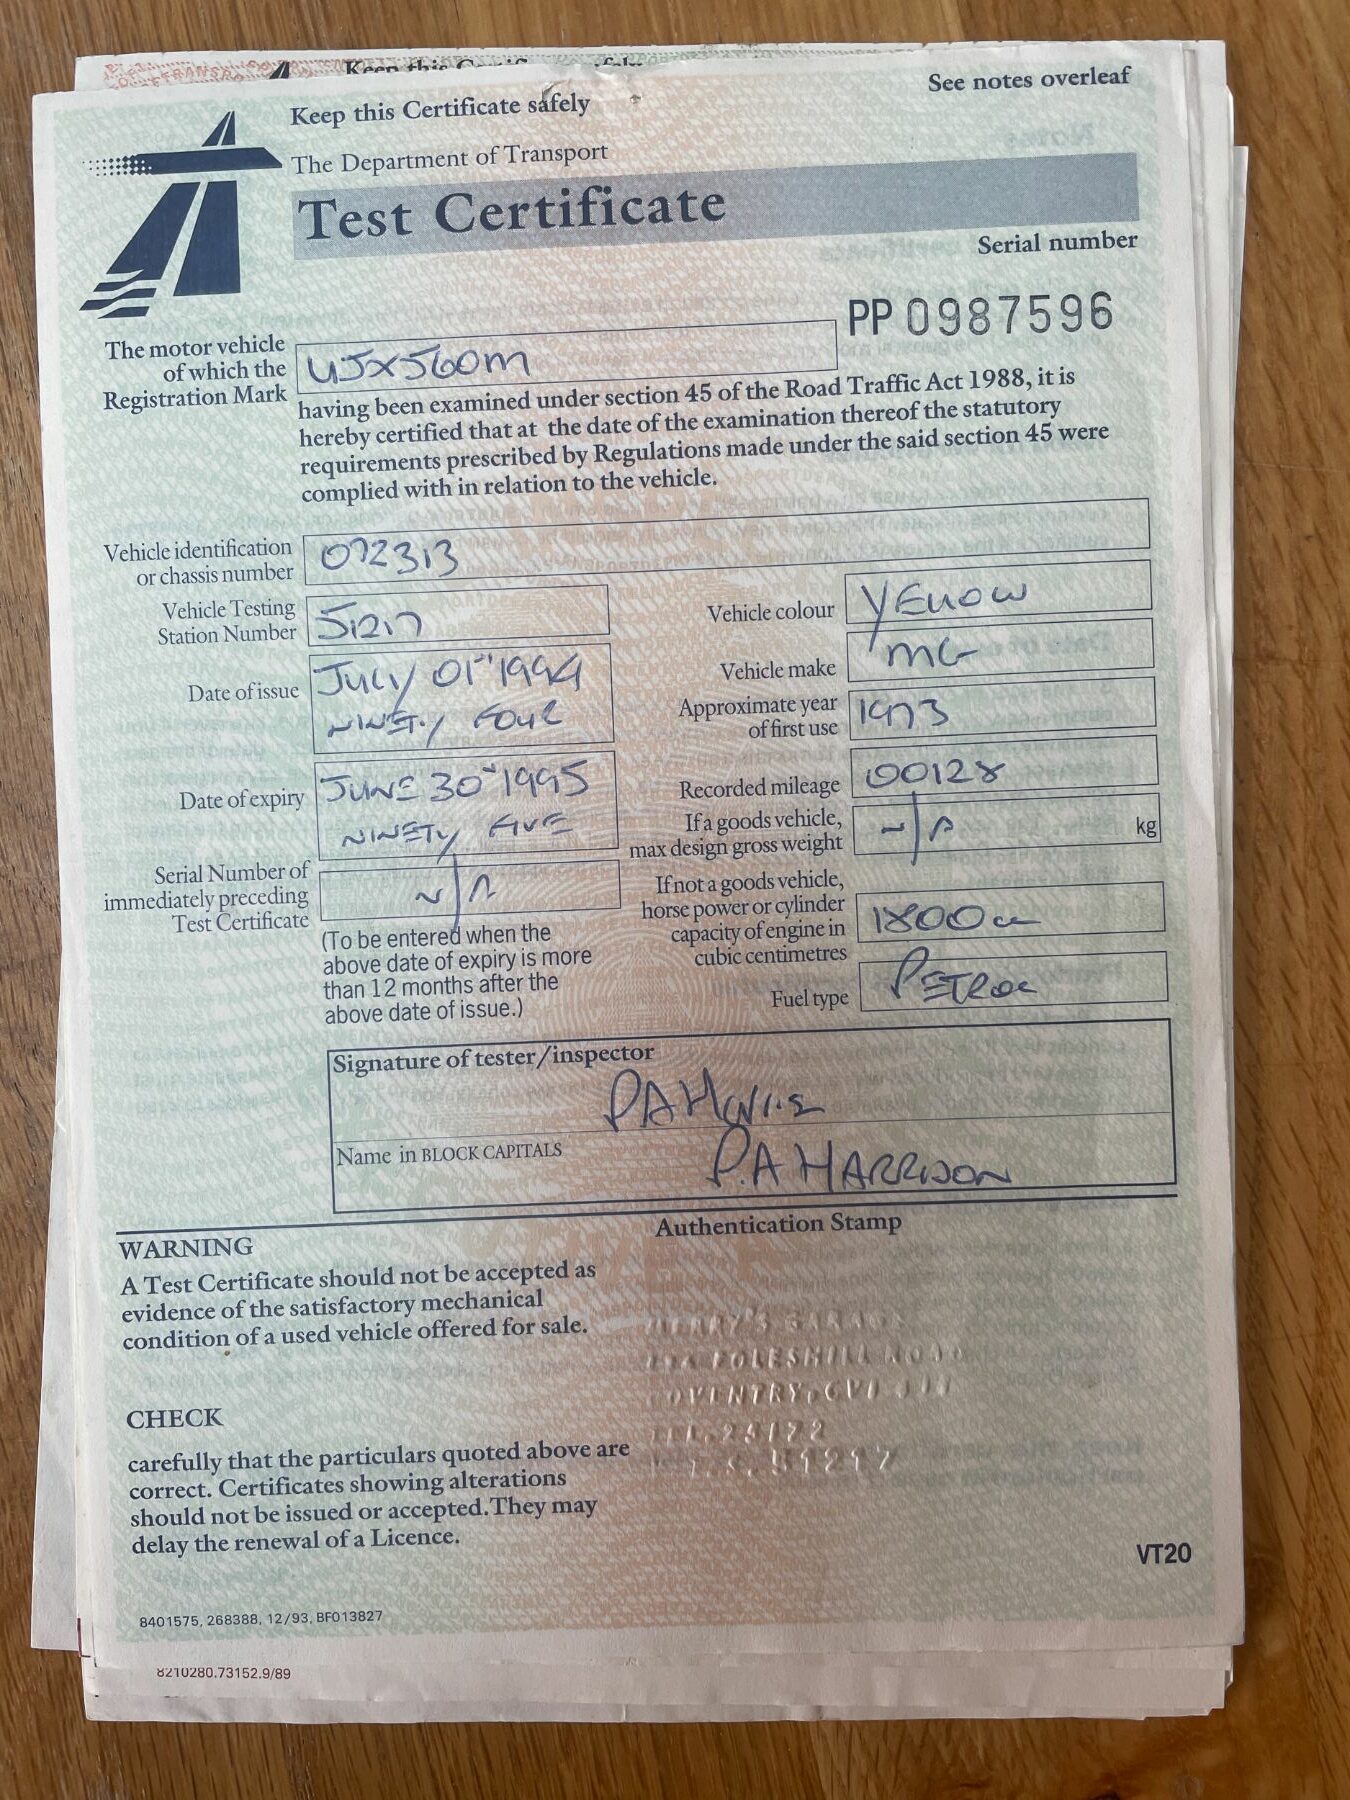 Keep this Certificate safely
See notes overleaf
Keep this Certificate safely
The Department of Transport
Test Certificate
Serial number
PP 0987596
The motor vehicle
of which the
Registration Mark
UJX560M
having been examined under section 45 of the Road Traffic Act 1988, it is
hereby certified that at the date of the examination thereof the statutory
requirements prescribed by Regulations made under the said section 45 were
complied with in relation to the vehicle.
Vehicle identification
or chassis number
072313
Vehicle Testing
Station Number
51217
Vehicle colour
YELLOW
Date of issue
JULY 01st 1994
NINETY FOUR
Vehicle make
MG
Approximate year
of first use
1973
Date of expiry
JUNE 30th 1995
NINETY FIVE
Recorded mileage
00128
If a goods vehicle,
max design gross weight
N/A
kg
Serial Number of
immediately preceding
Test Certificate
N/A
(To be entered when the
above date of expiry is more
than 12 months after the
above date of issue.)
If not a goods vehicle,
horse power or cylinder
capacity of engine in
cubic centimetres
1800cc
Fuel type
PETROL
Signature of tester/inspector
Name in BLOCK CAPITALS
P.A HARRISON
WARNING
A Test Certificate should not be accepted as
evidence of the satisfactory mechanical
condition of a used vehicle offered for sale.
Authentication Stamp
FOLESHILL ROAD
COVENTRY, CV1
51217
CHECK
carefully that the particulars quoted above are
correct. Certificates showing alterations
should not be issued or accepted. They may
delay the renewal of a Licence.
VT20
8401575, 268388, 12/93, BF013827
8210280.73152.9/89